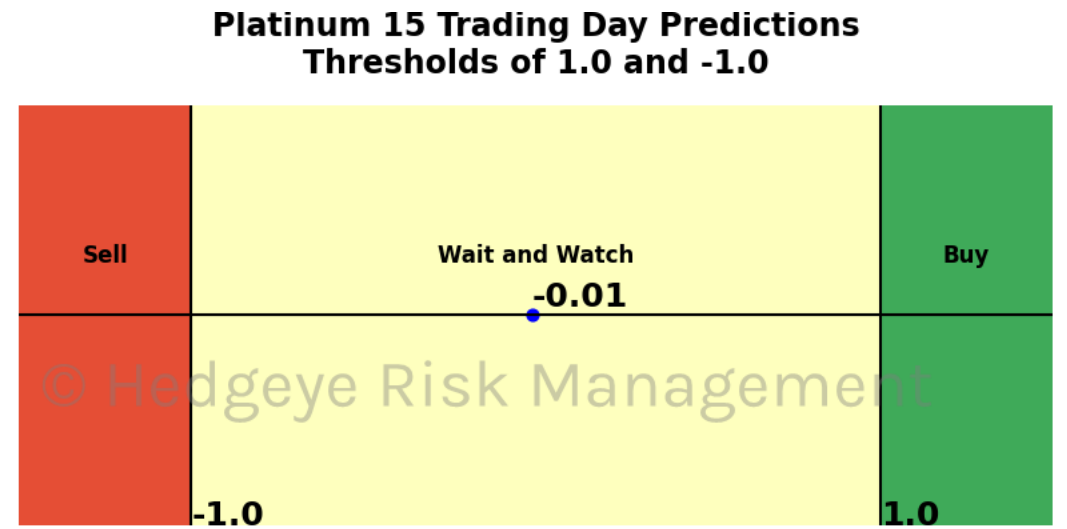 Platinum 15 Trading Day Predictions
Thresholds of 1.0 and -1.0
Sell Wait and Watch Buy
-0.01
© Hedgeye Risk Management
-1.0 1.0